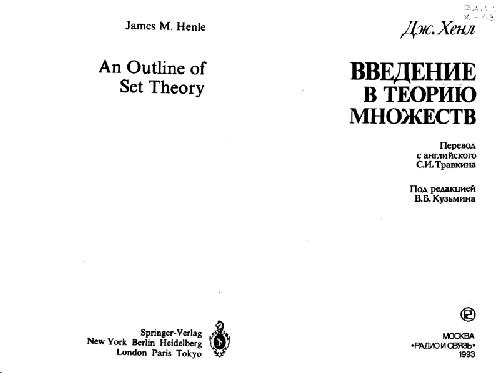 James M. Henle
An Outline of
Set Theory
Springer-Verlag
New York Berlin Heidelberg
London Paris Tokyo
Дж. Хенл
ВВЕДЕНИЕ
В ТЕОРИЮ
МНОЖЕСТВ
Перевод
с английского
С.И. Травкина
Под редакцией
В.Б. Кузьмина
МОСКВА
«РАДИО И СВЯЗЬ»
1993